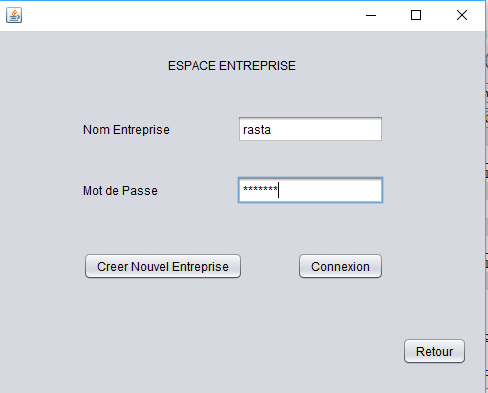 ESPACE ENTREPRISE
Nom Entreprise rasta
Mot de Passe *******
Creer Nouvel Entreprise Connexion
Retour